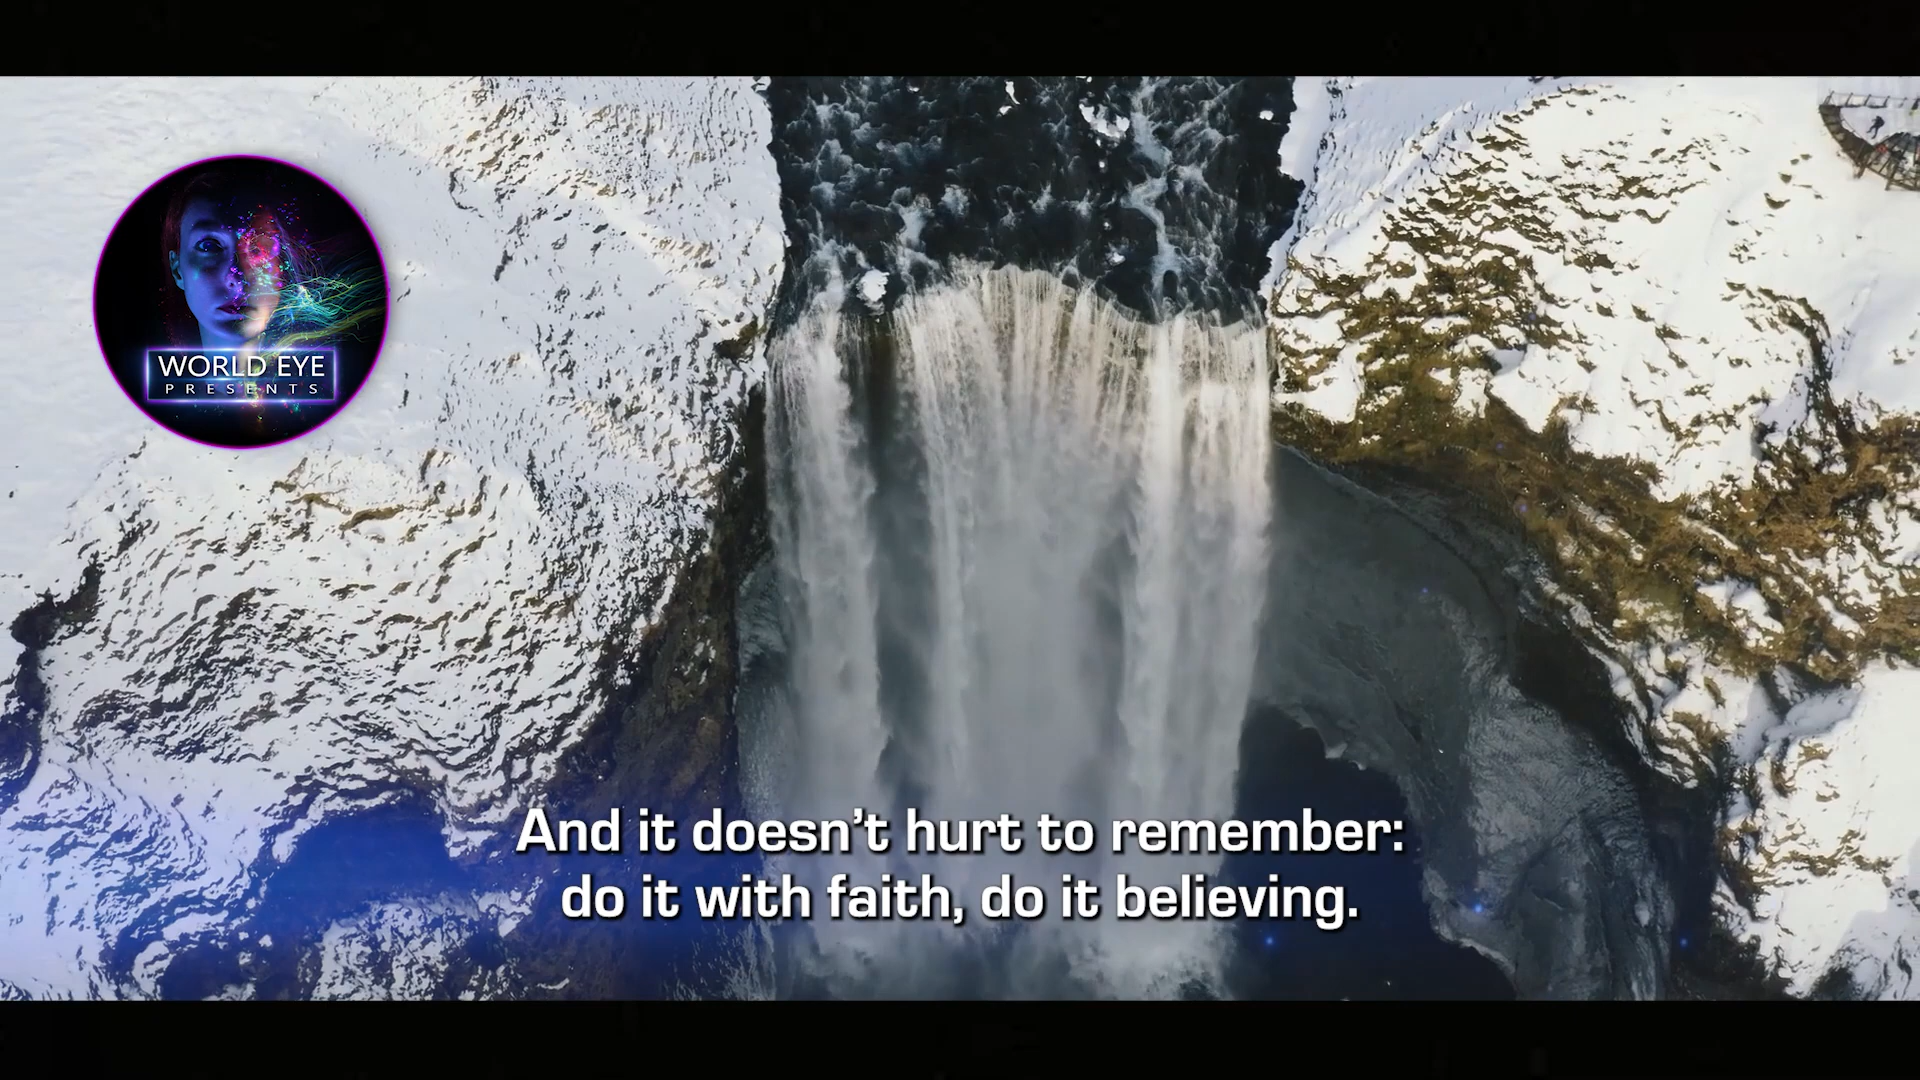 WORLD EYE
PRESENTS
And it doesn’t hurt to remember:
do it with faith, do it believing.